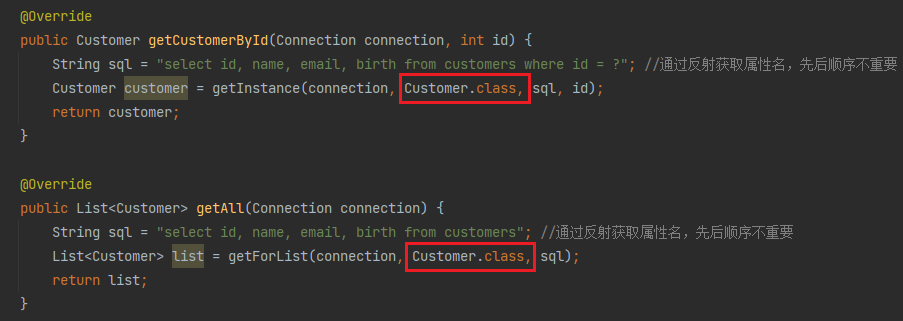 @Override
public Customer getCustomerById(Connection connection, int id) {
String sql = "select id, name, email, birth from customers where id = ?"; //通过反射获取属性名，先后顺序不重要
Customer customer = getInstance(connection, Customer.class, sql, id);
return customer;
}
@Override
public List<Customer> getAll(Connection connection) {
String sql = "select id, name, email, birth from customers"; //通过反射获取属性名，先后顺序不重要
List<Customer> list = getForList(connection, Customer.class, sql);
return list;
}